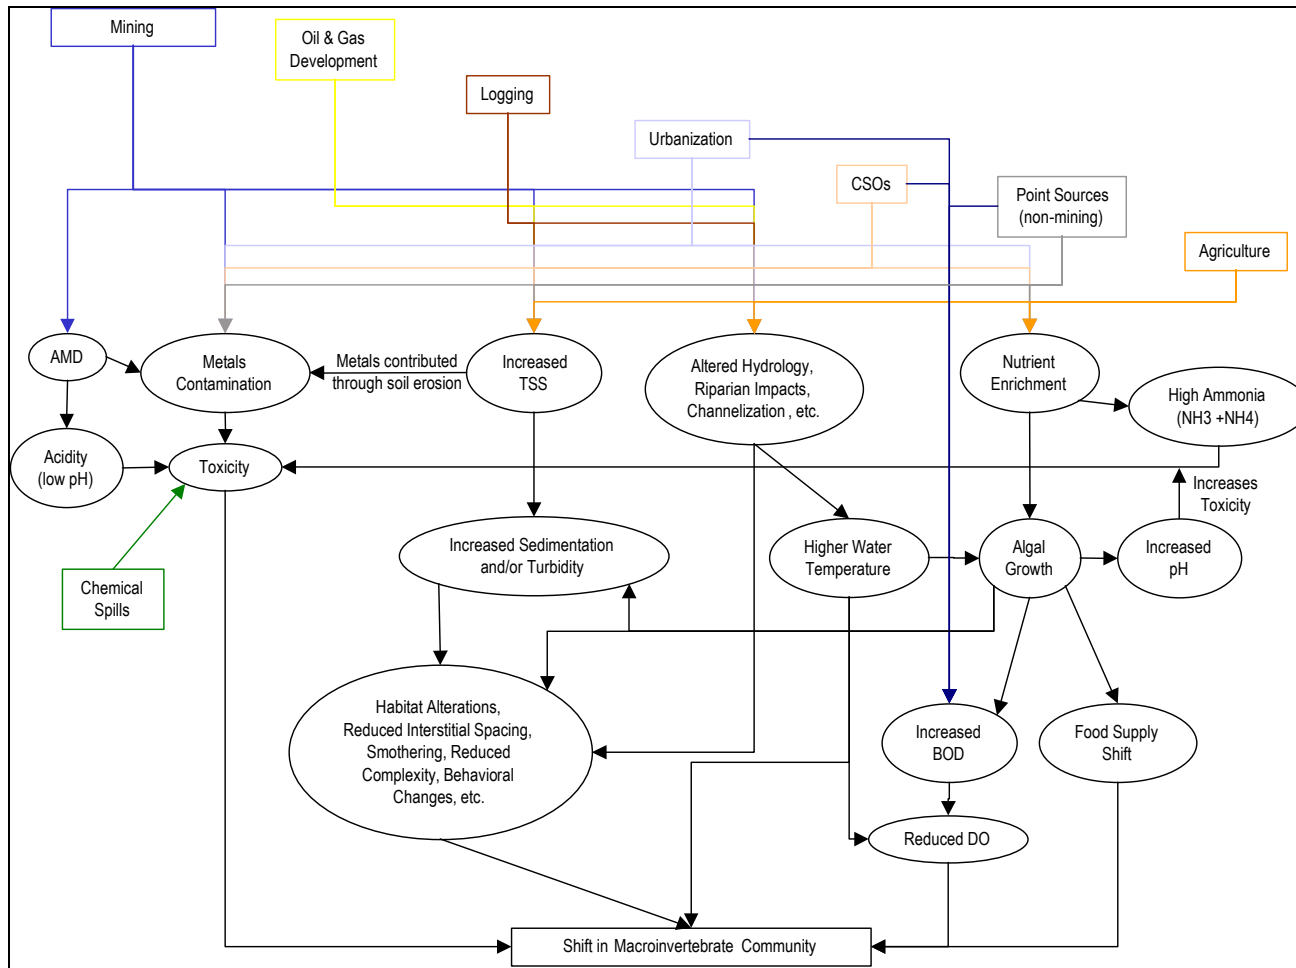 Mining
Oil & Gas
Development
Logging
Urbanization
CSOs
Point Sources
(non-mining)
Agriculture
AMD
Metals
Contamination
Metals contributed
through soil erosion
Increased
TSS
Altered Hydrology,
Riparian Impacts,
Channelization , etc.
Nutrient
Enrichment
High Ammonia
(NH3 +NH4)
Acidity
(low pH)
Toxicity
Increases
Toxicity
Increased Sedimentation
and/or Turbidity
Higher Water
Temperature
Algal
Growth
Increased
pH
Chemical
Spills
Habitat Alterations,
Reduced Interstitial Spacing,
Smothering, Reduced
Complexity, Behavioral
Changes, etc.
Increased
BOD
Food Supply
Shift
Reduced DO
Shift in Macroinvertebrate Community